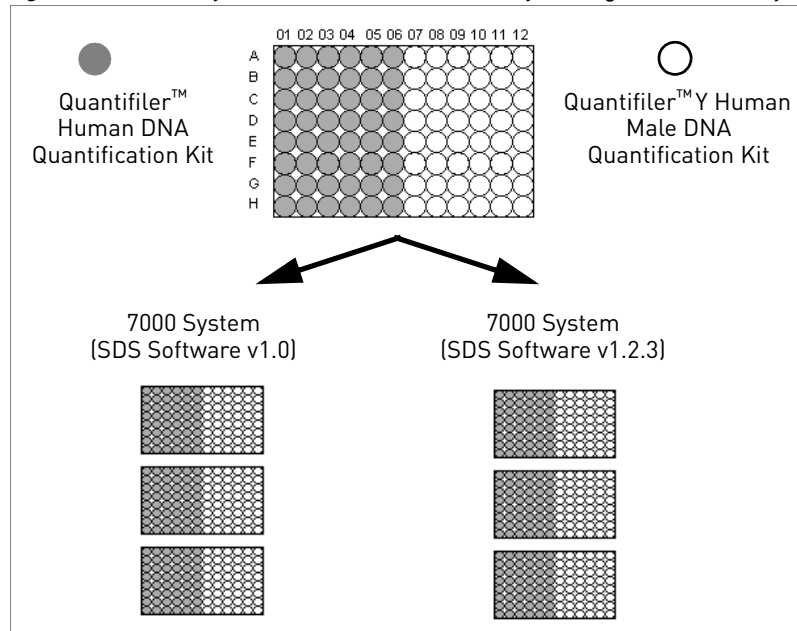 01 02 03 04 05 06 07 08 09 10 11 12
A
B
C
D
E
F
G
H
Quantifiler™
Human DNA
Quantification Kit
Quantifiler™ Y Human
Male DNA
Quantification Kit
7000 System
(SDS Software v1.0)
7000 System
(SDS Software v1.2.3)